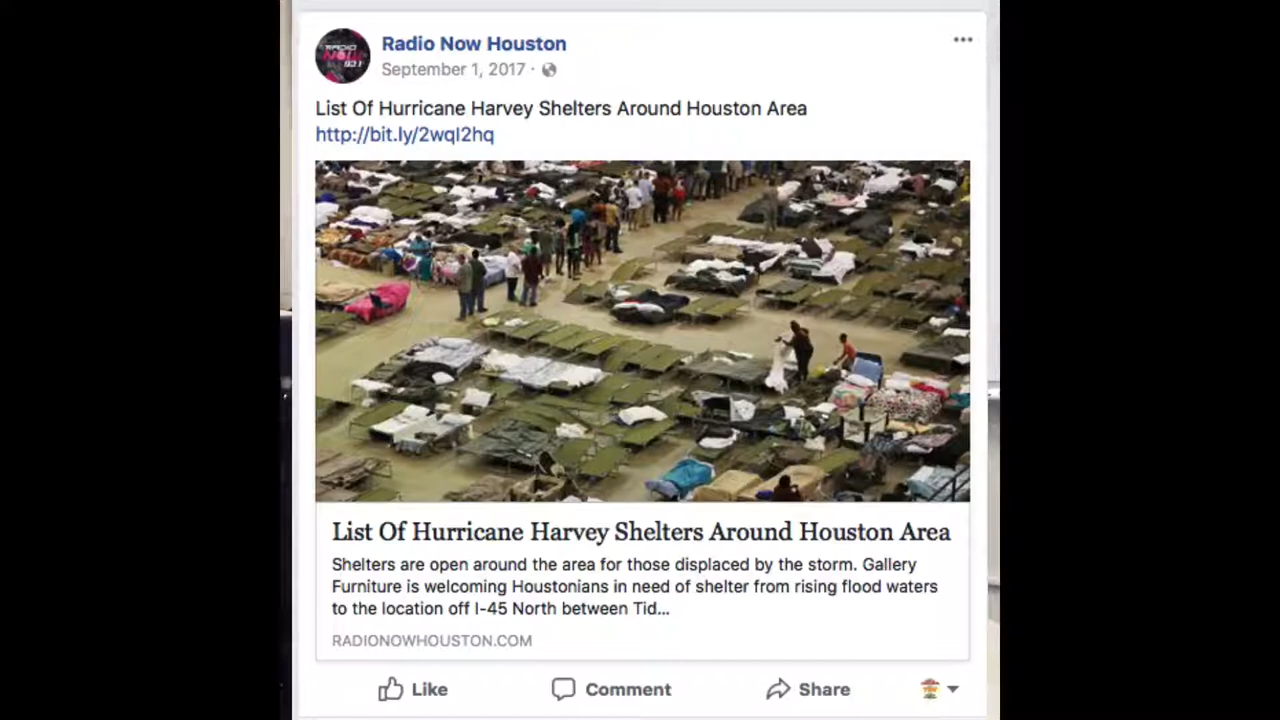 Radio Now Houston
September 1, 2017 ·
List Of Hurricane Harvey Shelters Around Houston Area
http://bit.ly/2wqI2hq
List Of Hurricane Harvey Shelters Around Houston Area
Shelters are open around the area for those displaced by the storm. Gallery
Furniture is welcoming Houstonians in need of shelter from rising flood waters
to the location off I-45 North between Tid...
RADIONOWHOUSTON.COM
Like Comment Share